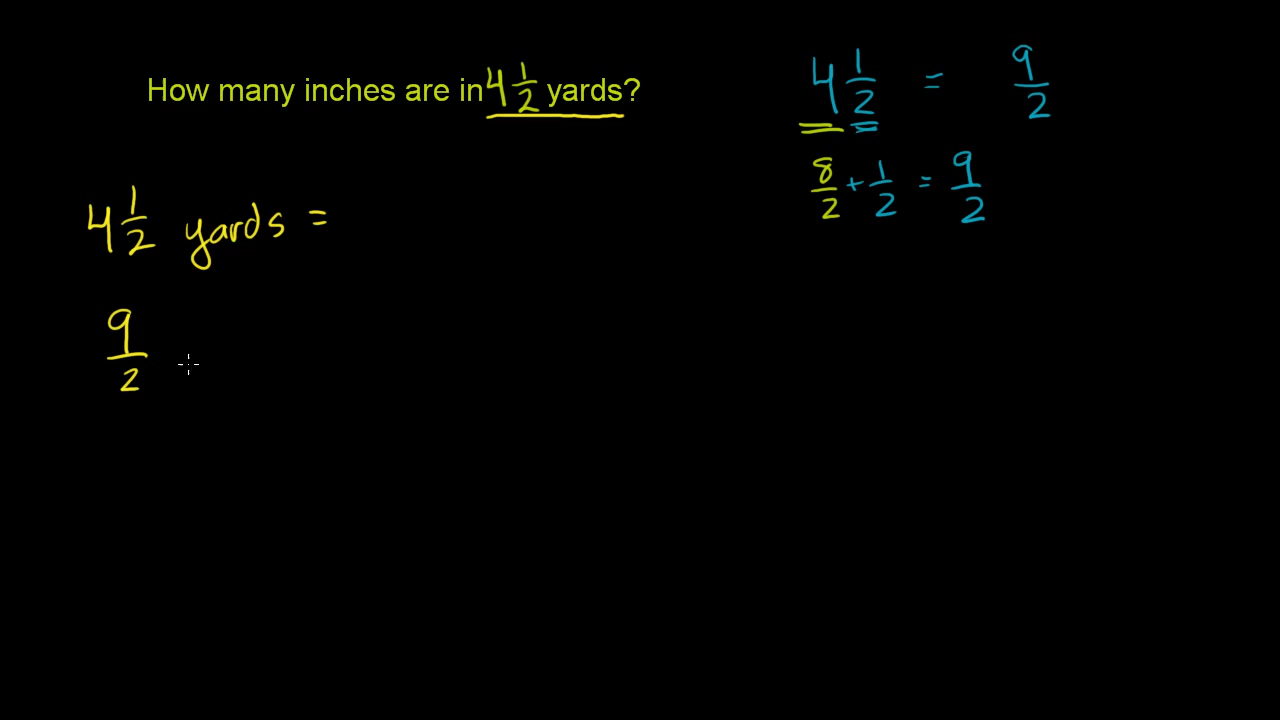 How many inches are in 4 1/2 yards?
4 1/2 = 9/2
8/2 + 1/2 = 9/2
4 1/2 yards =
9/2